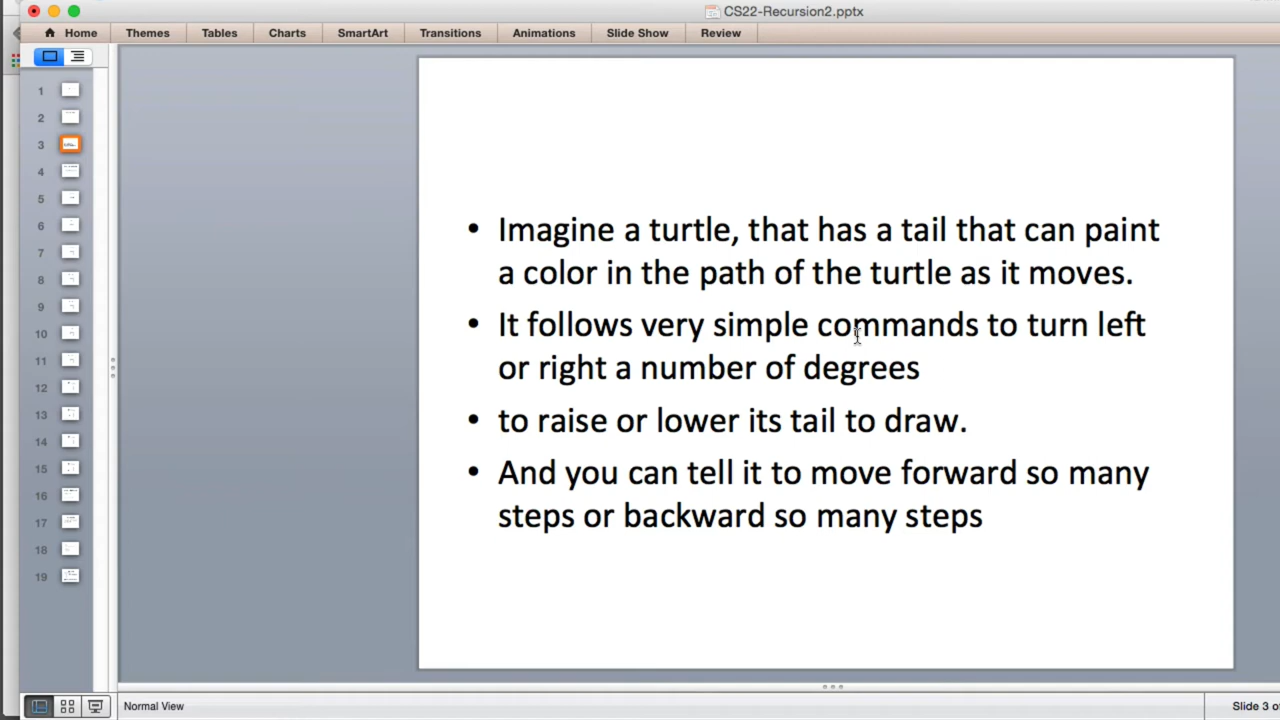 CS22-Recursion2.pptx
Home Themes Tables Charts SmartArt Transitions Animations Slide Show Review
1
2
3
4
5
6
7
8
9
10
11
12
13
14
15
16
17
18
19
• Imagine a turtle, that has a tail that can paint
a color in the path of the turtle as it moves.
• It follows very simple commands to turn left
or right a number of degrees
• to raise or lower its tail to draw.
• And you can tell it to move forward so many
steps or backward so many steps
Normal View
Slide 3 o